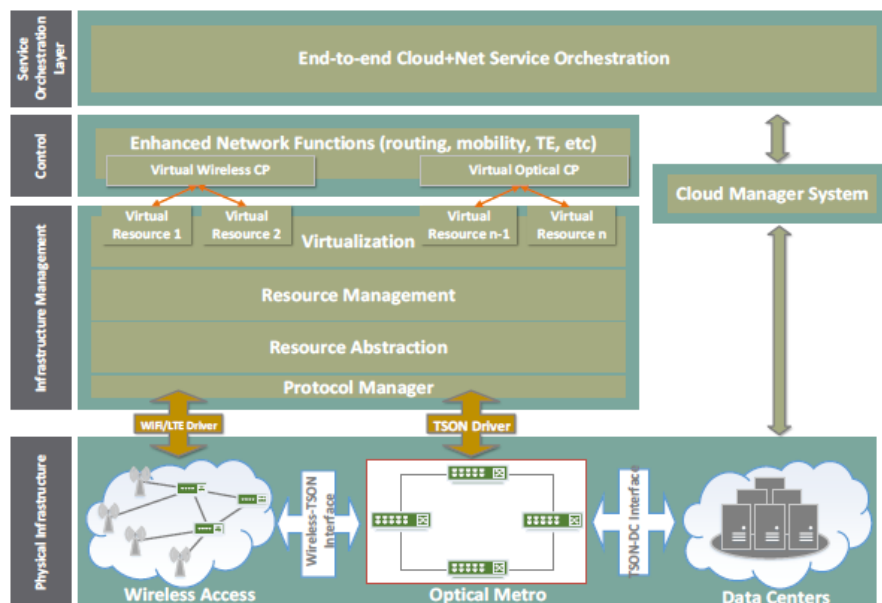 Service
Orchestration
Layer
End-to-end Cloud+Net Service Orchestration
Control
Enhanced Network Functions (routing, mobility, TE, etc)
Virtual Wireless CP
Virtual Optical CP
Cloud Manager System
Infrastructure Management
Virtual
Resource 1
Virtual
Resource 2
Virtualization
Virtual
Resource n-1
Virtual
Resource n
Resource Management
Resource Abstraction
Protocol Manager
WiFi/LTE Driver
TSON Driver
Physical Infrastructure
Wireless-TSON
Interface
TSON-DC Interface
Wireless Access
Optical Metro
Data Centers